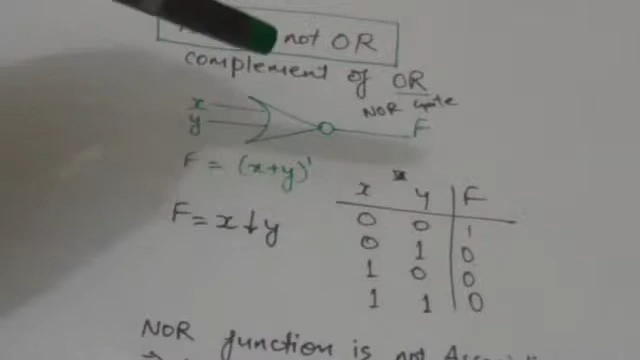 not OR
complement of OR
NOR gate
x
y
F
F = (x+y)'
F = x ↓ y
x y F
0 0 1
0 1 0
1 0 0
1 1 0
NOR function is not